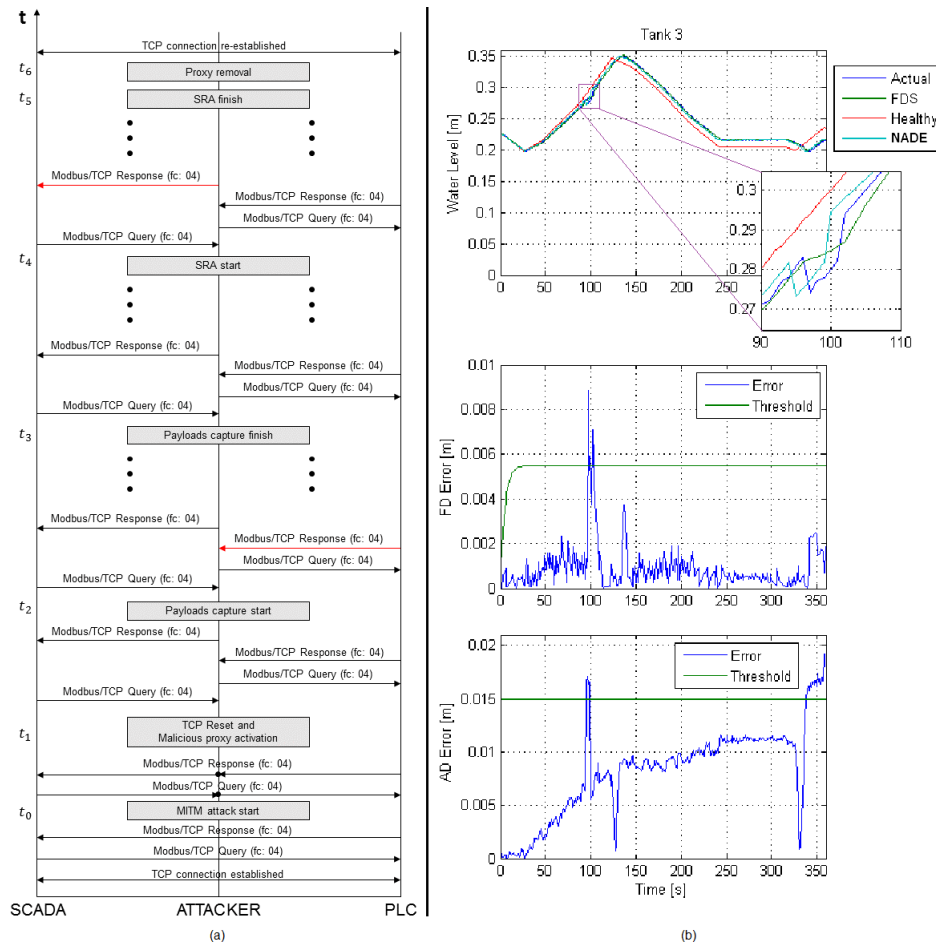 t
TCP connection re-established
t6
Proxy removal
t5
SRA finish
Modbus/TCP Response (fc: 04)
Modbus/TCP Response (fc: 04)
Modbus/TCP Query (fc: 04)
Modbus/TCP Query (fc: 04)
t4
SRA start
Modbus/TCP Response (fc: 04)
Modbus/TCP Response (fc: 04)
Modbus/TCP Query (fc: 04)
Modbus/TCP Query (fc: 04)
t3
Payloads capture finish
Modbus/TCP Response (fc: 04)
Modbus/TCP Response (fc: 04)
Modbus/TCP Query (fc: 04)
Modbus/TCP Query (fc: 04)
t2
Payloads capture start
Modbus/TCP Response (fc: 04)
Modbus/TCP Response (fc: 04)
Modbus/TCP Query (fc: 04)
Modbus/TCP Query (fc: 04)
t1
TCP Reset and
Malicious proxy activation
Modbus/TCP Response (fc: 04)
Modbus/TCP Query (fc: 04)
t0
MITM attack start
Modbus/TCP Response (fc: 04)
Modbus/TCP Query (fc: 04)
TCP connection established
SCADA ATTACKER PLC
(a)
Tank 3
Water Level [m]
0.35
0.3
0.25
0.2
0.15
0.1
0.05
0
0 50 100 150 200 250
Actual
FDS
Healthy
NADE
0.3
0.29
0.28
0.27
90 100 110
FD Error [m]
0.01
0.008
0.006
0.004
0.002
0
0 50 100 150 200 250 300 350
Error
Threshold
AD Error [m]
0.02
0.015
0.01
0.005
0
0 50 100 150 200 250 300 350
Error
Threshold
Time [s]
(b)